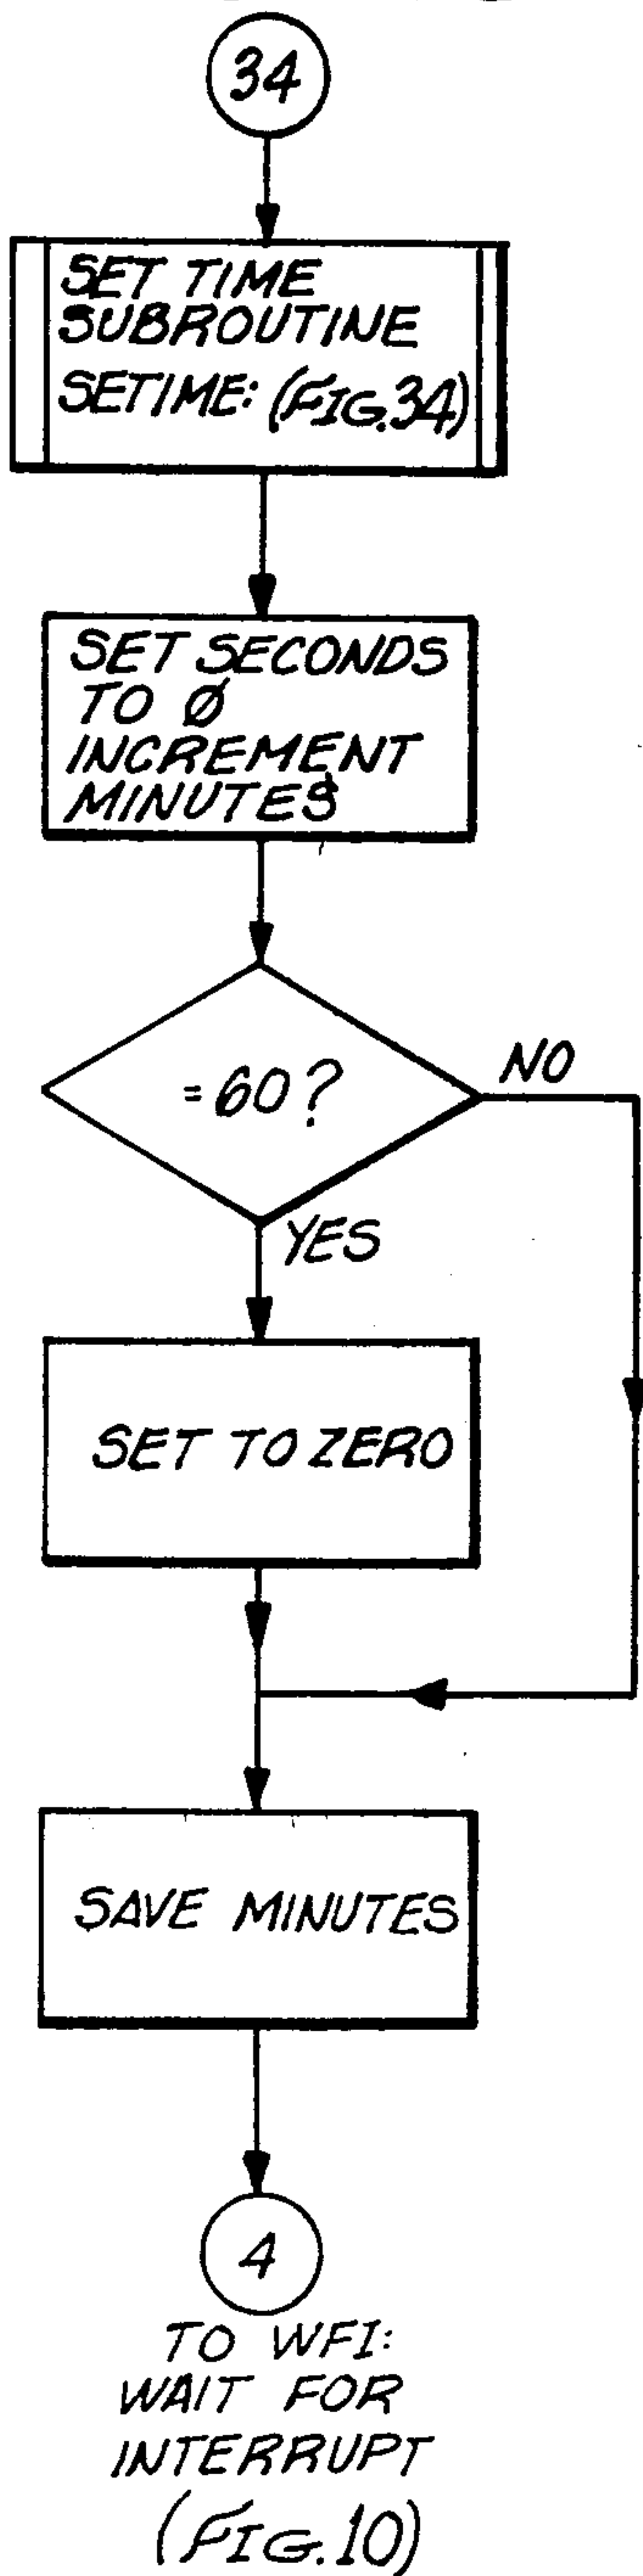 34
SET TIME
SUBROUTINE
SETIME: (FIG.34)
SET SECONDS
TO Ø
INCREMENT
MINUTES
=60?
NO
YES
SET TO ZERO
SAVE MINUTES
4
TO WFI:
WAIT FOR
INTERRUPT
(FIG.10)